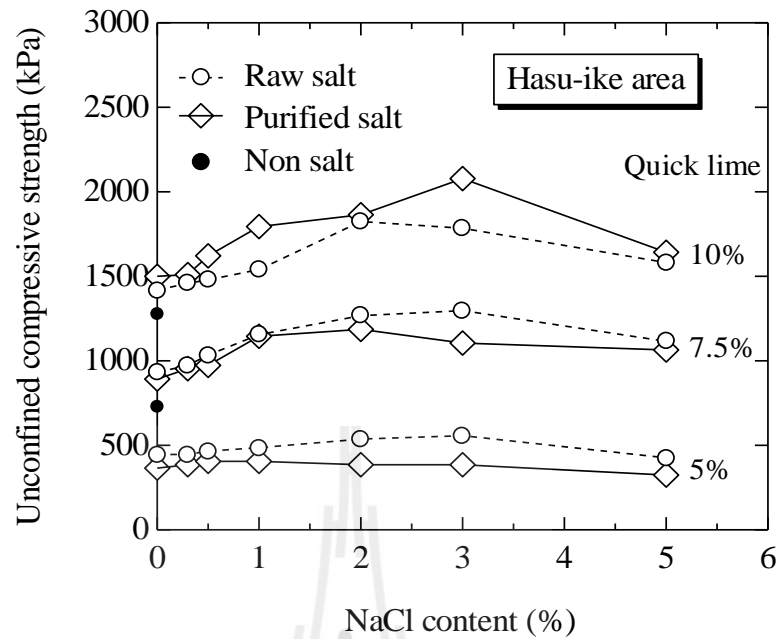 3000
2500
2000
1500
1000
500
0
Unconfined compressive strength (kPa)
Raw salt
Purified salt
Non salt
Hasu-ike area
Quick lime
10%
7.5%
5%
0 1 2 3 4 5 6
NaCl content (%)